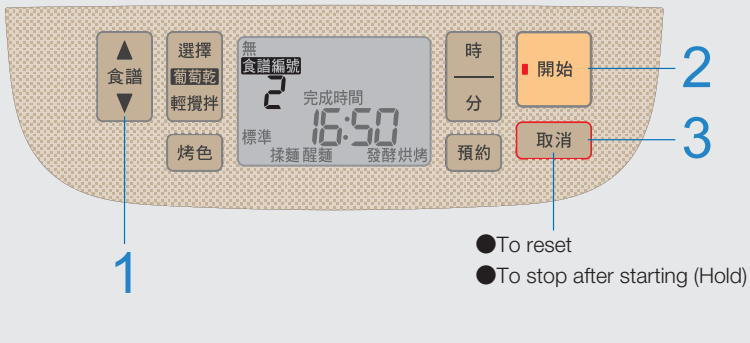 ▲
食譜
▼
選擇
葡萄乾
輕攪拌
烤色
無
食譜編號
2
完成時間
16:50
標準
揉麵 醒麵 發酵 烘烤
時
分
預約
開始
取消
1
2
3
●To reset
●To stop after starting (Hold)